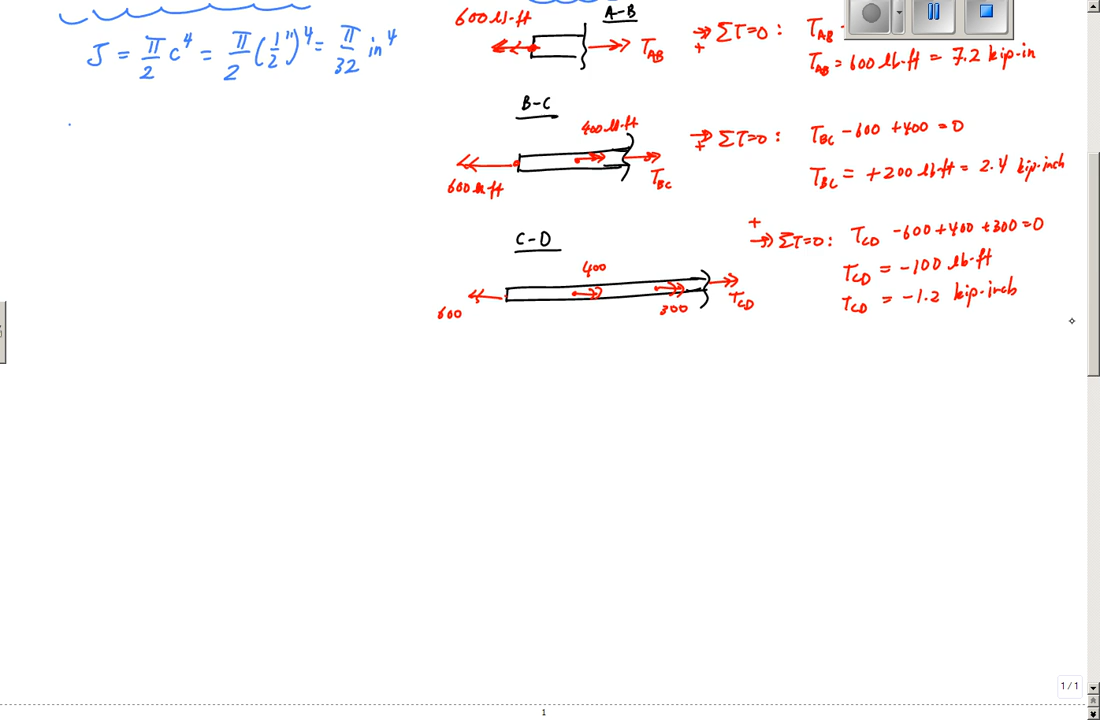 J = π/2 c⁴ = π/2 (1/2")⁴ = π/32 in⁴
A-B
600 lb-ft
T_AB
→+ ΣT=0 : T_AB -
T_AB = 600 lb-ft = 7.2 kip-in
B-C
400 lb-ft
600 lb-ft
T_BC
→+ ΣT=0 : T_BC -600 +400 =0
T_BC = +200 lb-ft = 2.4 kip-inch
C-D
400
600
300
T_CD
+→ ΣT=0: T_CD -600+400 +300=0
T_CD = -100 lb-ft
T_CD = -1.2 kip-inch
1 / 1
1